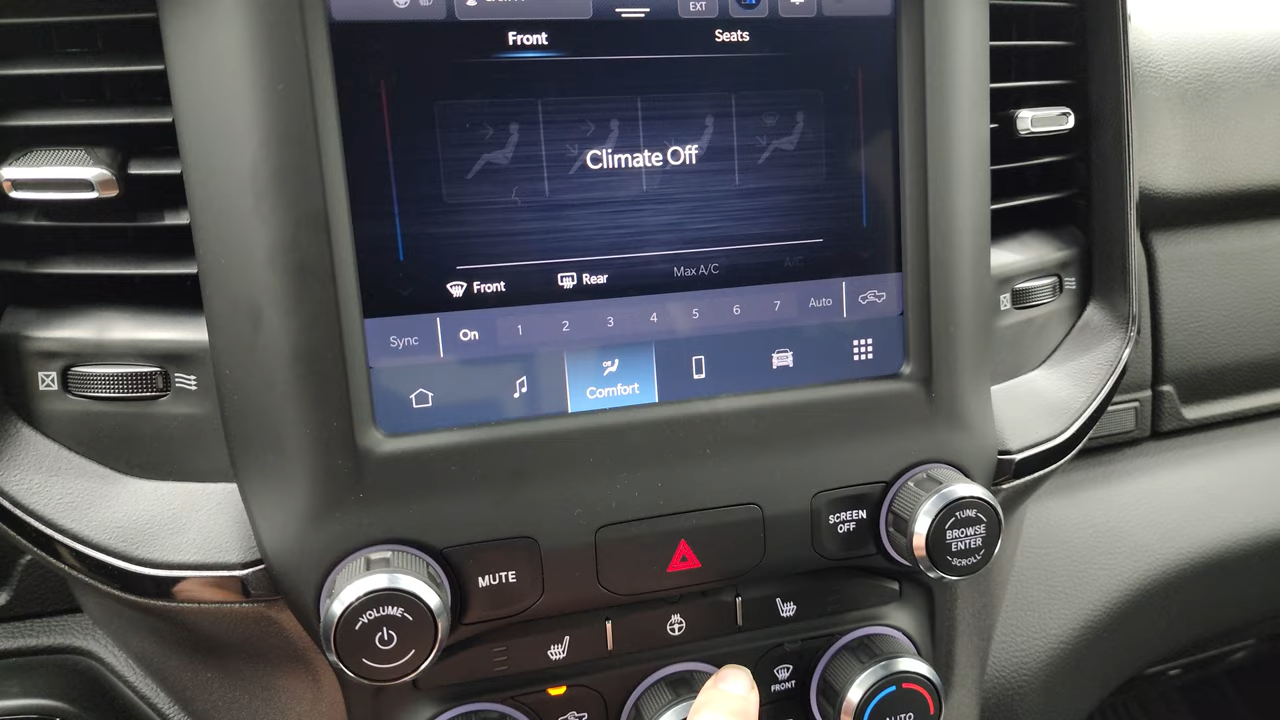 EXT
Front Seats
Climate Off
Front Rear Max A/C A/C
Sync On 1 2 3 4 5 6 7 Auto
Off
Comfort
SCREEN
OFF
TUNE
BROWSE
ENTER
SCROLL
MUTE
VOLUME
FRONT
AUTO